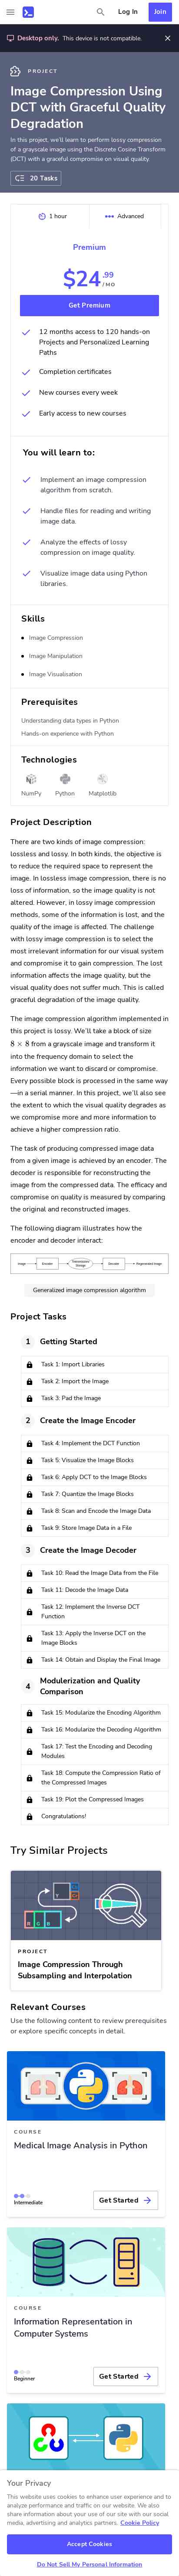 Log In
Join
Desktop only. This device is not compatible.
PROJECT
Image Compression Using
DCT with Graceful Quality
Degradation
In this project, we'll learn to perform lossy compression
of a grayscale image using the Discrete Cosine Transform
(DCT) with a graceful compromise on visual quality.
20 Tasks
1 hour
Advanced
Premium
$24.99
/MO
Get Premium
12 months access to 120 hands-on
Projects and Personalized Learning
Paths
Completion certificates
New courses every week
Early access to new courses
You will learn to:
Implement an image compression
algorithm from scratch.
Handle files for reading and writing
image data.
Analyze the effects of lossy
compression on image quality.
Visualize image data using Python
libraries.
Skills
Image Compression
Image Manipulation
Image Visualisation
Prerequisites
Understanding data types in Python
Hands-on experience with Python
Technologies
NumPy
Python
Matplotlib
Project Description
There are two kinds of image compression:
lossless and lossy. In both kinds, the objective is
to reduce the required space to represent the
image. In lossless image compression, there is no
loss of information, so the image quality is not
altered. However, in lossy image compression
methods, some of the information is lost, and the
quality of the image is affected. The challenge
with lossy image compression is to select the
most irrelevant information for our visual system
and compromise it to gain compression. The lost
information affects the image quality, but the
visual quality does not suffer much. This is called
graceful degradation of the image quality.
The image compression algorithm implemented in
this project is lossy. We'll take a block of size
8 × 8 from a grayscale image and transform it
into the frequency domain to select the
information we want to discard or compromise.
Every possible block is processed in the same way
—in a serial manner. In this project, we'll also see
the extent to which the visual quality degrades as
we compromise more and more information to
achieve a higher compression ratio.
The task of producing compressed image data
from a given image is achieved by an encoder. The
decoder is responsible for reconstructing the
image from the compressed data. The efficacy and
compromise on quality is measured by comparing
the original and reconstructed images.
The following diagram illustrates how the
encoder and decoder interact:
Image
Encoder
Decoder
Generalized image compression algorithm
Project Tasks
1
Getting Started
Task 1: Import Libraries
Task 2: Import the Image
Task 3: Pad the Image
2
Create the Image Encoder
Task 4: Implement the DCT Function
Task 5: Visualize the Image Blocks
Task 6: Apply DCT to the Image Blocks
Task 7: Quantize the Image Blocks
Task 8: Scan and Encode the Image Data
Task 9: Store Image Data in a File
3
Create the Image Decoder
Task 10: Read the Image Data from the File
Task 11: Decode the Image Data
Task 12: Implement the Inverse DCT
Function
Task 13: Apply the Inverse DCT on the
Image Blocks
Task 14: Obtain and Display the Final Image
4
Modulerization and Quality
Comparison
Task 15: Modularize the Encoding Algorithm
Task 16: Modularize the Decoding Algorithm
Task 17: Test the Encoding and Decoding
Modules
Task 18: Compute the Compression Ratio of
the Compressed Images
Task 19: Plot the Compressed Images
Congratulations!
Try Similar Projects
PROJECT
Image Compression Through
Subsampling and Interpolation
Relevant Courses
Use the following content to review prerequisites
or explore specific concepts in detail.
COURSE
Medical Image Analysis in Python
Intermediate
Get Started
COURSE
Information Representation in
Computer Systems
Beginner
Get Started
Your Privacy
This website uses cookies to enhance user experience and to
analyze performance and traffic on our website. We also
share information about your use of our site with our social
media, advertising and analytics partners. Cookie Policy
Accept Cookies
Do Not Sell My Personal Information